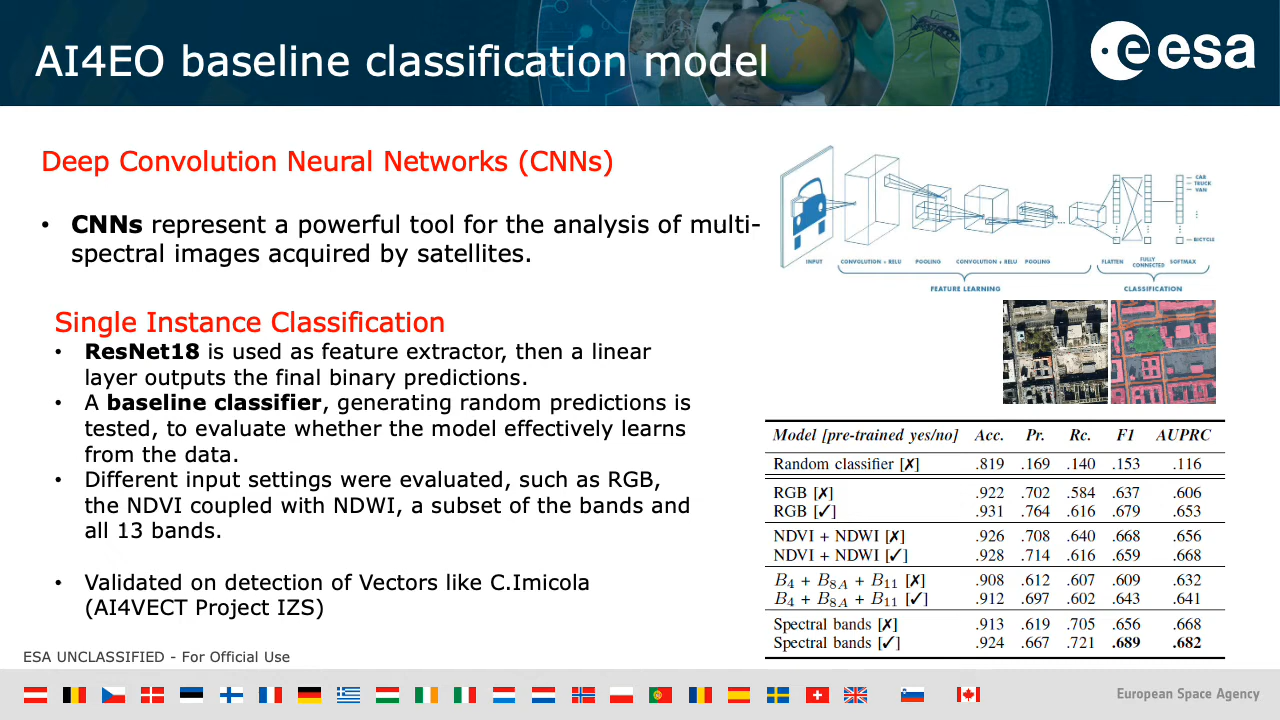 AI4EO baseline classification model
esa
Deep Convolution Neural Networks (CNNs)
• CNNs represent a powerful tool for the analysis of multi-
spectral images acquired by satellites.
CAR
TRUCK
VAN
BICYCLE
INPUT CONVOLUTION + RELU POOLING CONVOLUTION + RELU POOLING FLATTEN FULLY CONNECTED SOFTMAX
FEATURE LEARNING CLASSIFICATION
Single Instance Classification
• ResNet18 is used as feature extractor, then a linear
layer outputs the final binary predictions.
• A baseline classifier, generating random predictions is
tested, to evaluate whether the model effectively learns
from the data.
• Different input settings were evaluated, such as RGB,
the NDVI coupled with NDWI, a subset of the bands and
all 13 bands.
• Validated on detection of Vectors like C.Imicola
(AI4VECT Project IZS)
Model [pre-trained yes/no] Acc. Pr. Rc. F1 AUPRC
Random classifier [✗] .819 .169 .140 .153 .116
RGB [✗] .922 .702 .584 .637 .606
RGB [✓] .931 .764 .616 .679 .653
NDVI + NDWI [✗] .926 .708 .640 .668 .656
NDVI + NDWI [✓] .928 .714 .616 .659 .668
B4 + B8A + B11 [✗] .908 .612 .607 .609 .632
B4 + B8A + B11 [✓] .912 .697 .602 .643 .641
Spectral bands [✗] .913 .619 .705 .656 .668
Spectral bands [✓] .924 .667 .721 .689 .682
ESA UNCLASSIFIED - For Official Use
European Space Agency